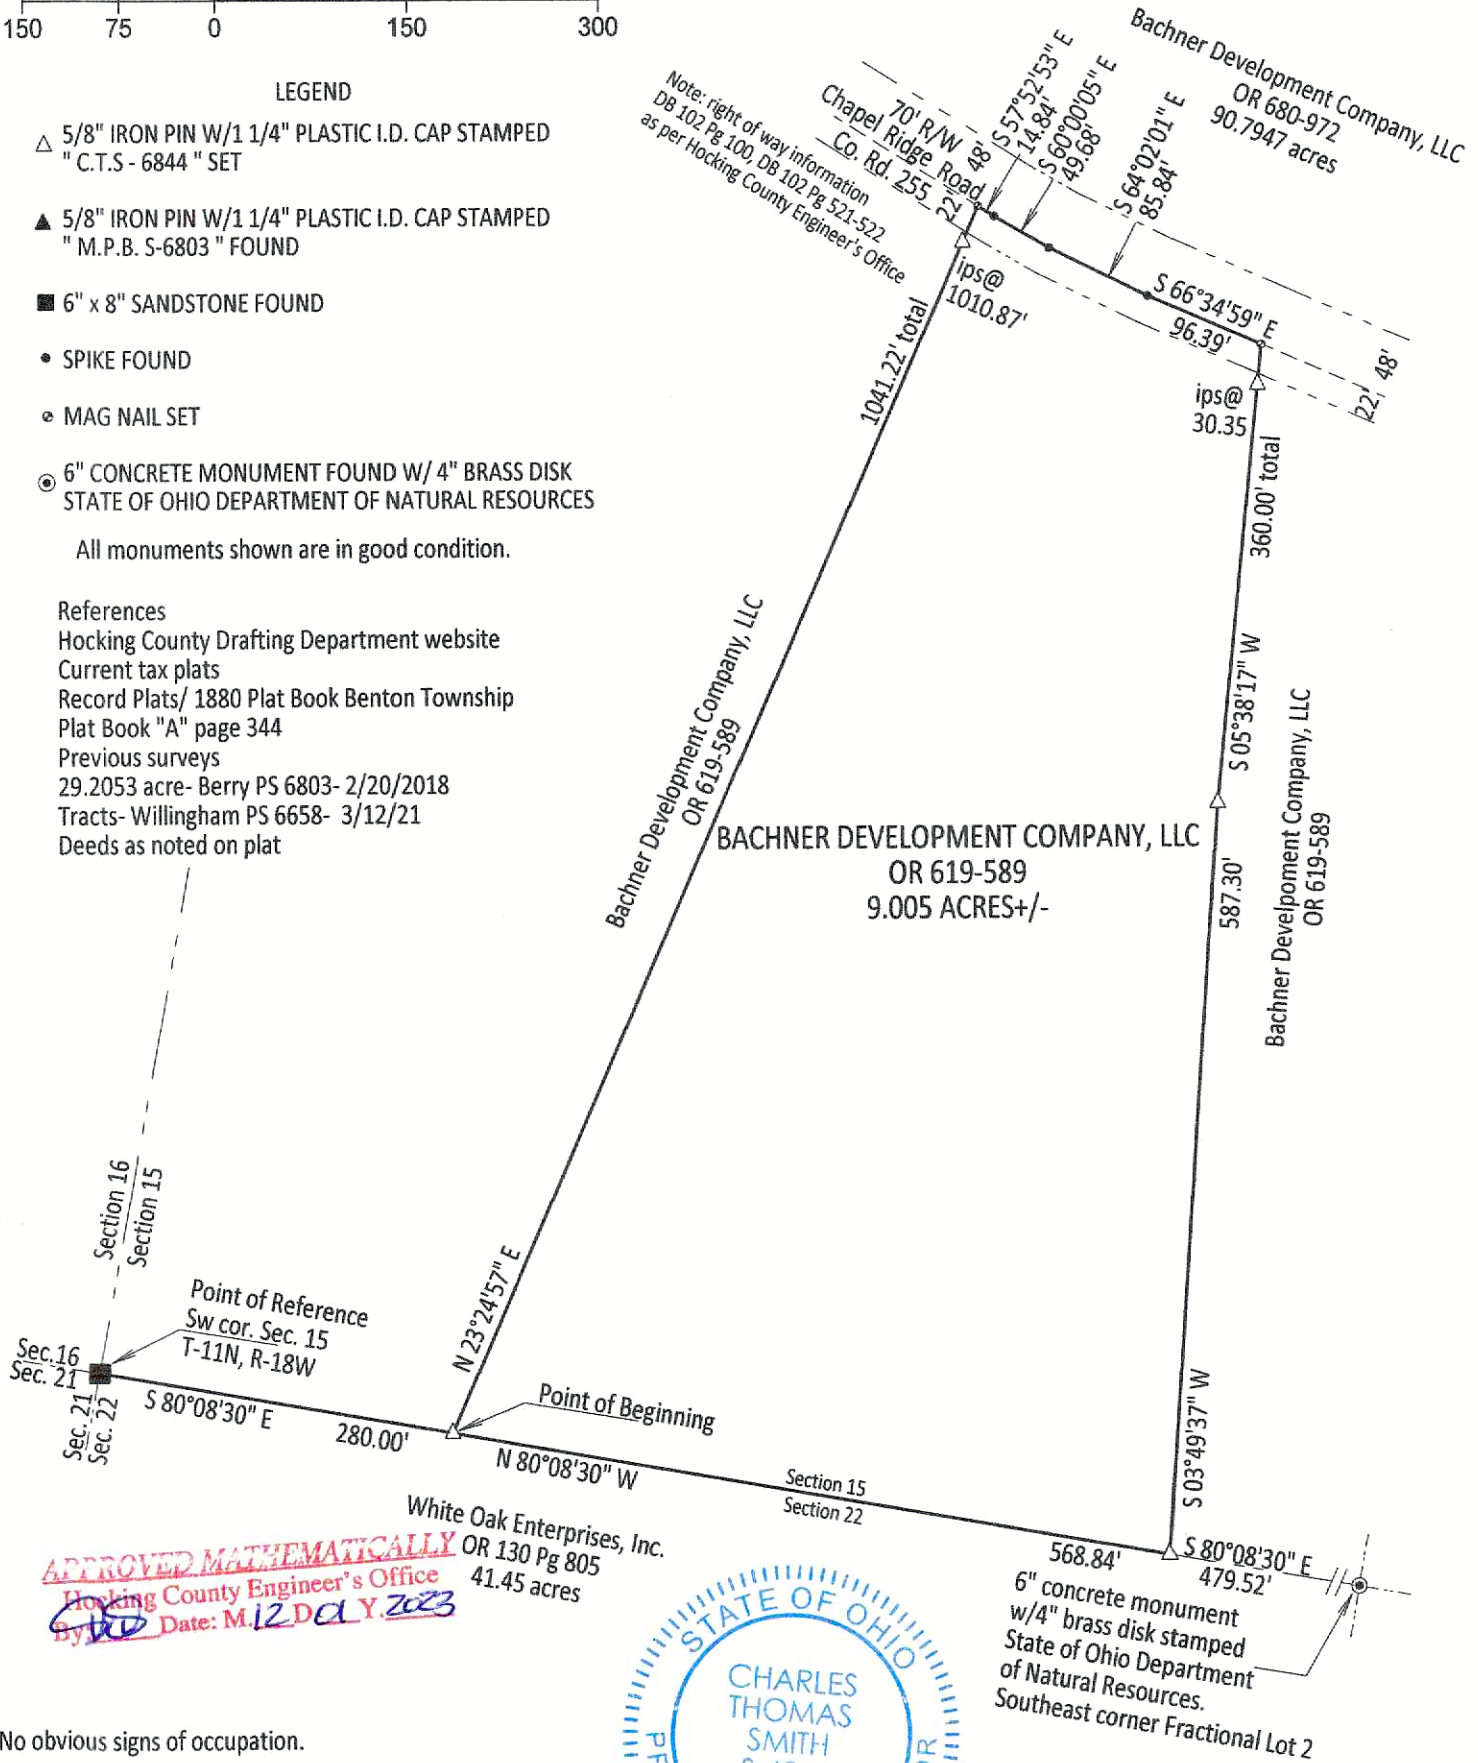 150 75 0 150 300
LEGEND
5/8" IRON PIN W/1 1/4" PLASTIC I.D. CAP STAMPED
" C.T.S - 6844 " SET
5/8" IRON PIN W/1 1/4" PLASTIC I.D. CAP STAMPED
" M.P.B. S-6803 " FOUND
6" x 8" SANDSTONE FOUND
SPIKE FOUND
MAG NAIL SET
6" CONCRETE MONUMENT FOUND W/ 4" BRASS DISK
STATE OF OHIO DEPARTMENT OF NATURAL RESOURCES
All monuments shown are in good condition.
References
Hocking County Drafting Department website
Current tax plats
Record Plats/ 1880 Plat Book Benton Township
Plat Book "A" page 344
Previous surveys
29.2053 acre- Berry PS 6803- 2/20/2018
Tracts- Willingham PS 6658- 3/12/21
Deeds as noted on plat
Note: right of way information
DB 102 Pg 100, DB 102 Pg 521-522
as per Hocking County Engineer's Office
70' R/W
Chapel Ridge Road
Co. Rd. 255
48'
22'
S 57°52'53" E
14.84'
S 60°00'05" E
49.68'
S 64°02'01" E
85.84'
Bachner Development Company, LLC
OR 680-972
90.7947 acres
S 66°34'59" E
96.39'
48'
22'
ips@
1010.87'
1041.22' total
ips@
30.35
360.00' total
S 05°38'17" W
Bachner Development Company, LLC
OR 619-589
BACHNER DEVELOPMENT COMPANY, LLC
OR 619-589
9.005 ACRES+/-
587.30'
Bachner Develpoment Company, LLC
OR 619-589
Section 16
Section 15
N 23°24'57" E
Point of Reference
Sw cor. Sec. 15
T-11N, R-18W
Sec.16
Sec. 21
Sec. 21
Sec. 22
S 80°08'30" E
280.00'
Point of Beginning
N 80°08'30" W
Section 15
Section 22
568.84'
S 03°49'37" W
S 80°08'30" E
479.52'
White Oak Enterprises, Inc.
OR 130 Pg 805
41.45 acres
6" concrete monument
w/4" brass disk stamped
State of Ohio Department
of Natural Resources.
Southeast corner Fractional Lot 2
APPROVED MATHEMATICALLY
Hocking County Engineer's Office
By: Date: M.12 D 01 Y.2023
STATE OF OHIO
CHARLES
THOMAS
SMITH
No obvious signs of occupation.